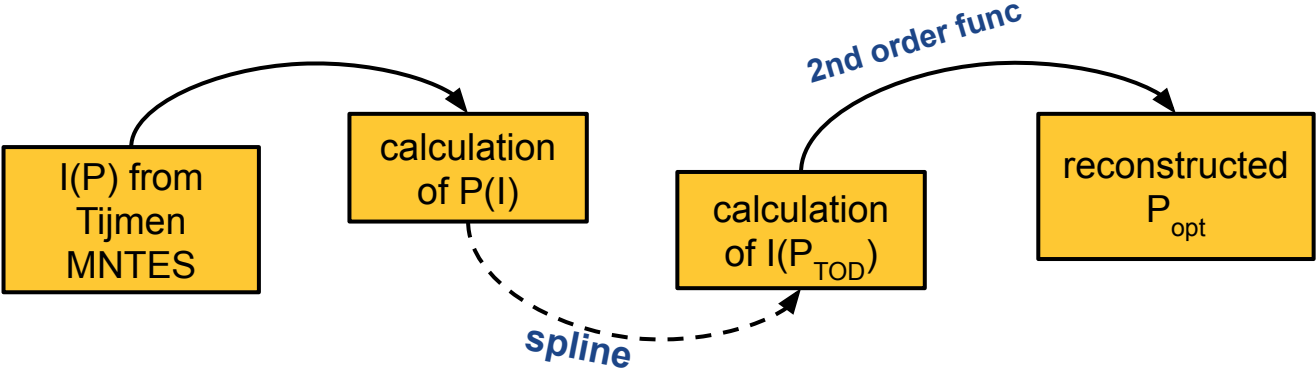 2nd order func
I(P) from
Tijmen
MNTES
calculation
of P(I)
calculation
of I(P_TOD)
reconstructed
P_opt
spline